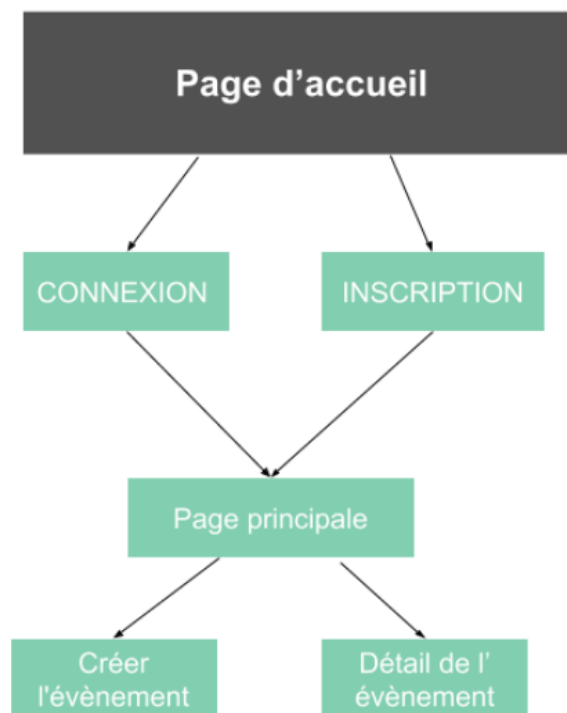 Page d’accueil
CONNEXION
INSCRIPTION
Page principale
Créer
l'évènement
Détail de l’
évènement